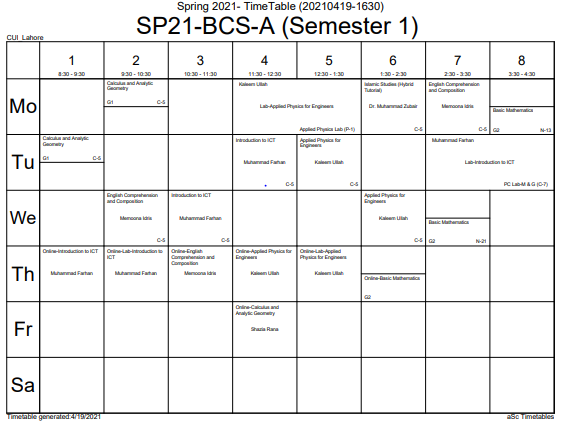 Spring 2021- TimeTable (20210419-1630)
SP21-BCS-A (Semester 1)
CUI Lahore
1 2 3 4 5 6 7 8
8:30 - 9:30 9:30 - 10:30 10:30 - 11:30 11:30 - 12:30 12:30 - 1:30 1:30 - 2:30 2:30 - 3:30 3:30 - 4:30
Mo
Calculus and Analytic
Geometry
G1 C-5
Kaleem Ullah
Lab-Applied Physics for Engineers
Applied Physics Lab (P-1)
Islamic Studies (Hybrid
Tutorial)
Dr. Muhammad Zubair
C-5
English Comprehension
and Composition
Memoona Idris
C-5
Basic Mathematics
G2 N-13
Tu
Calculus and Analytic
Geometry
G1 C-5
Introduction to ICT
Muhammad Farhan
C-5
Applied Physics for
Engineers
Kaleem Ullah
C-5
Muhammad Farhan
Lab-Introduction to ICT
PC Lab-M & G (C-7)
We
English Comprehension
and Composition
Memoona Idris
C-5
Introduction to ICT
Muhammad Farhan
C-5
Applied Physics for
Engineers
Kaleem Ullah
C-5
Basic Mathematics
G2 N-21
Th
Online-Introduction to ICT
Muhammad Farhan
Online-Lab-Introduction to
ICT
Muhammad Farhan
Online-English
Comprehension and
Composition
Memoona Idris
Online-Applied Physics for
Engineers
Kaleem Ullah
Online-Lab-Applied
Physics for Engineers
Kaleem Ullah
Online-Basic Mathematics
G2
Fr
Online-Calculus and
Analytic Geometry
Shazia Rana
Sa
Timetable generated:4/19/2021
aSc Timetables